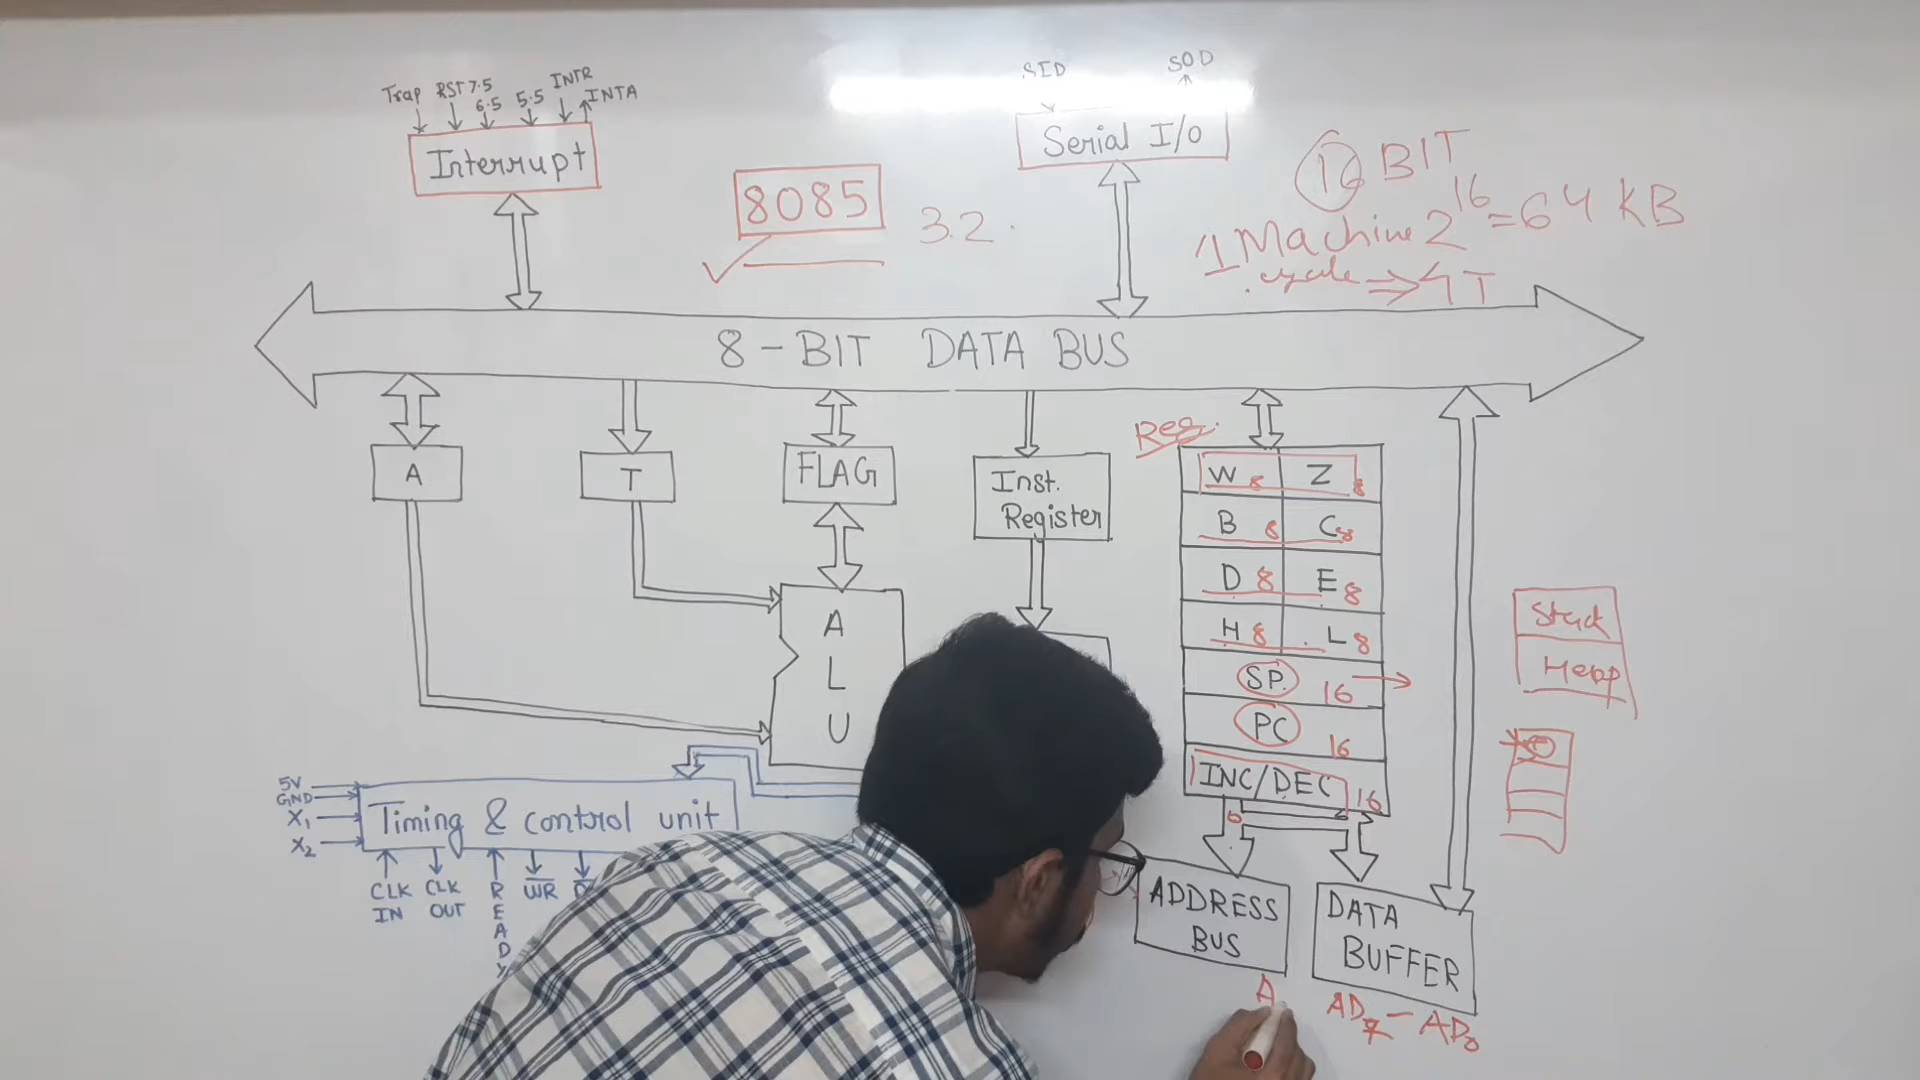 Trap RST 7.5 6.5 5.5 INTR INTA
Interrupt
SID SOD
Serial I/O
8085 3.2
16 BIT
2^16 = 64 KB
1 Machine
cycle ⇒ 4T
8-BIT DATA BUS
A
T
FLAG
Inst.
Register
A
L
U
Reg.
W 8 Z 8
B 8 C 8
D 8 E 8
H 8 L 8
SP 16 →
PC 16
INC/DEC 16
Stack
Heap
5V
GND
X1
X2
Timing & control unit
CLK
IN
CLK
OUT
READY
WR
ADDRESS
BUS
DATA
BUFFER
A
AD7 - AD0